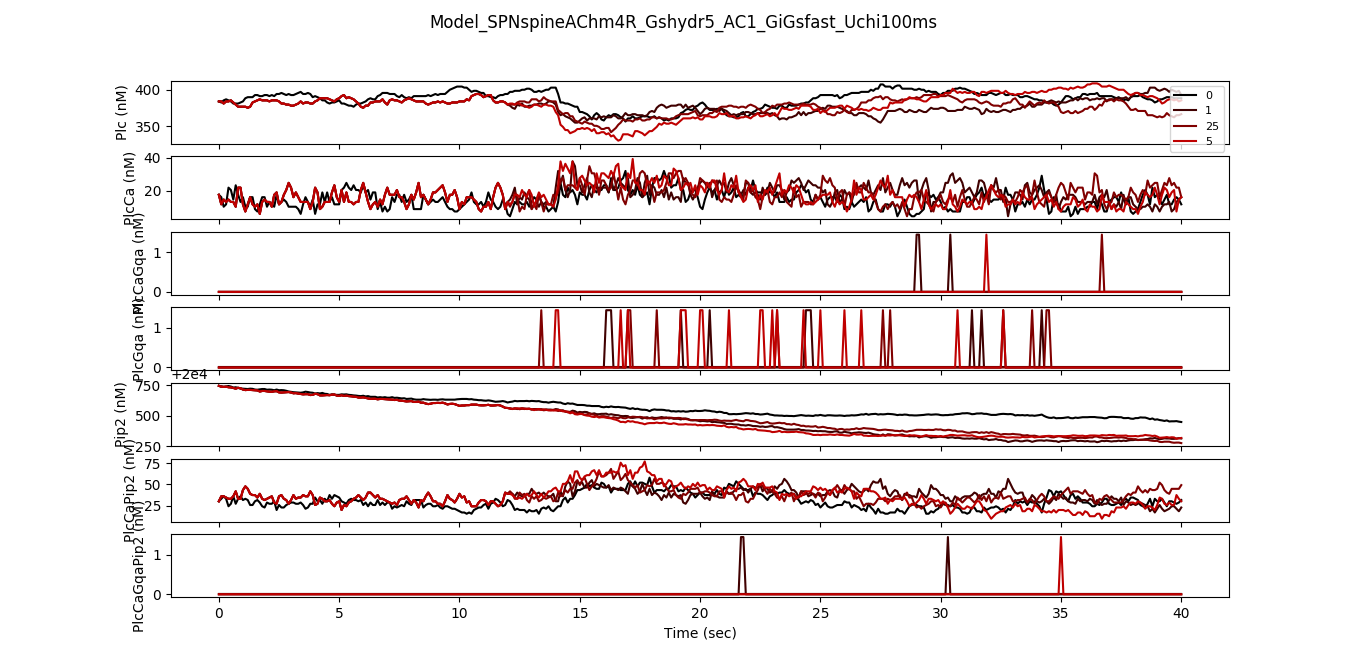 Model_SPNspineAChm4R_Gshydr5_AC1_GiGsfast_Uchi100ms
Plc (nM)
400
350
0
1
25
5
PlcCa (nM)
40
20
PlcCaGqa (nM)
1
0
PlcGqa (nM)
1
0
+2e4
Pip2 (nM)
750
500
250
PlcCaPip2 (nM)
75
50
25
PlcCaGqaPip2 (nM)
1
0
0 5 10 15 20 25 30 35 40
Time (sec)